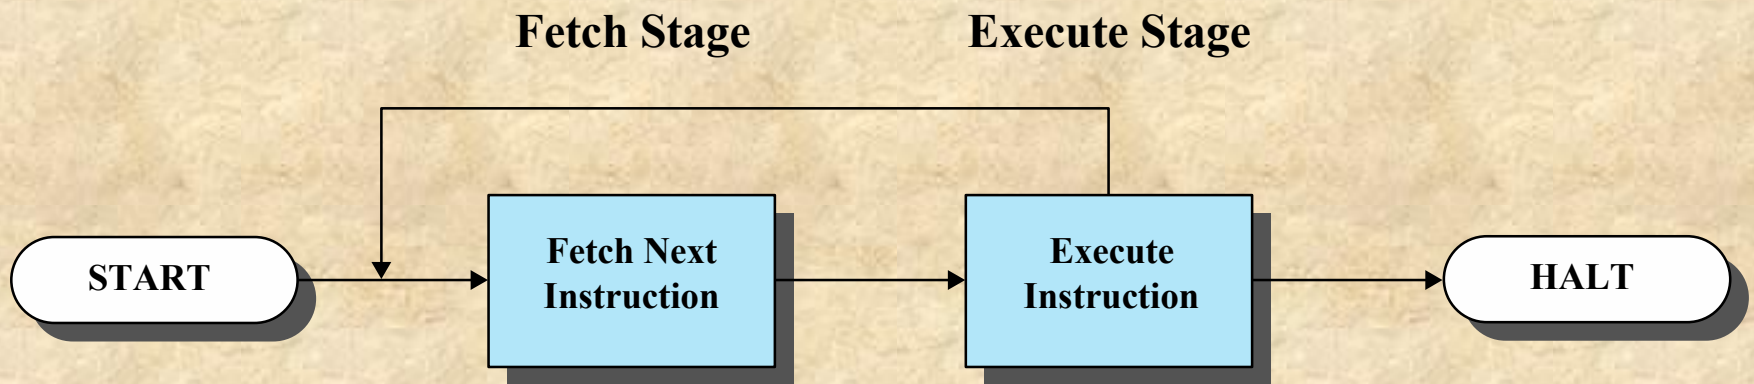 Fetch Stage
Execute Stage
START
Fetch Next
Instruction
Execute
Instruction
HALT